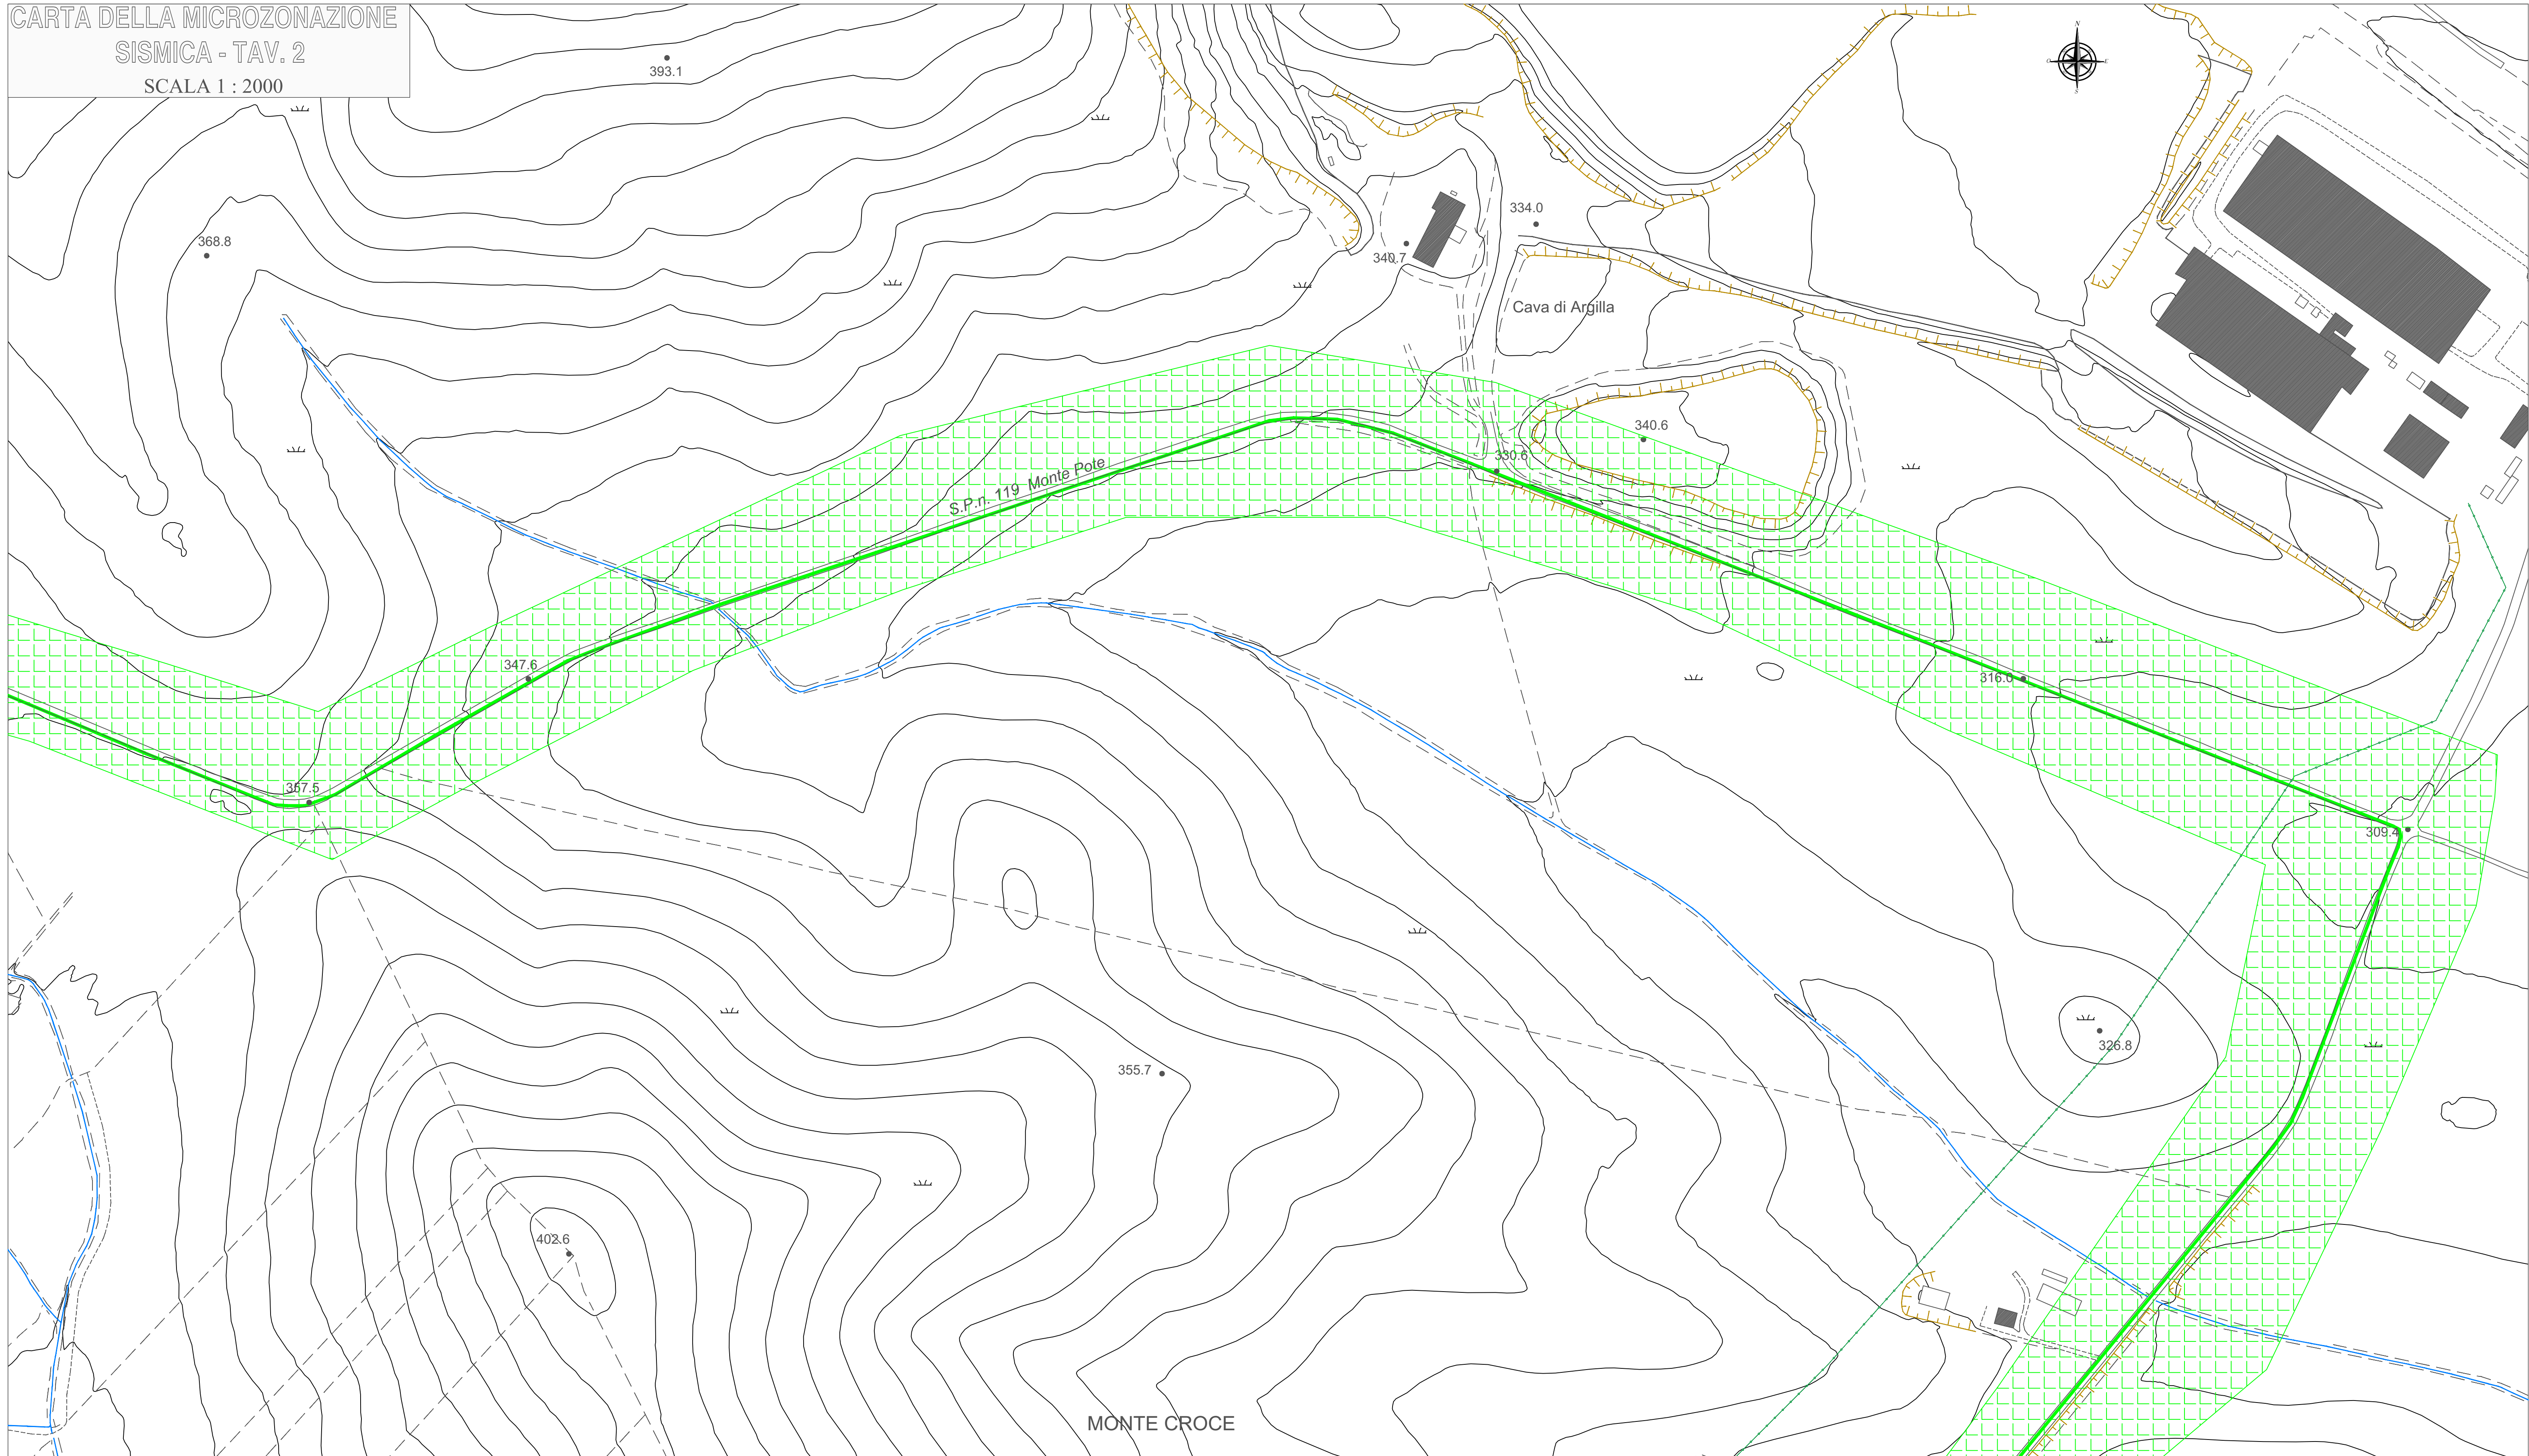 CARTA DELLA MICROZONAZIONE
SISMICA - TAV. 2
SCALA 1 : 2000
393.1
N
O
E
S
368.8
334.0
340.7
Cava di Argilla
340.6
330.6
S.P.n. 119 Monte Pote
347.6
316.0
357.5
309.4
326.8
355.7
402.6
MONTE CROCE